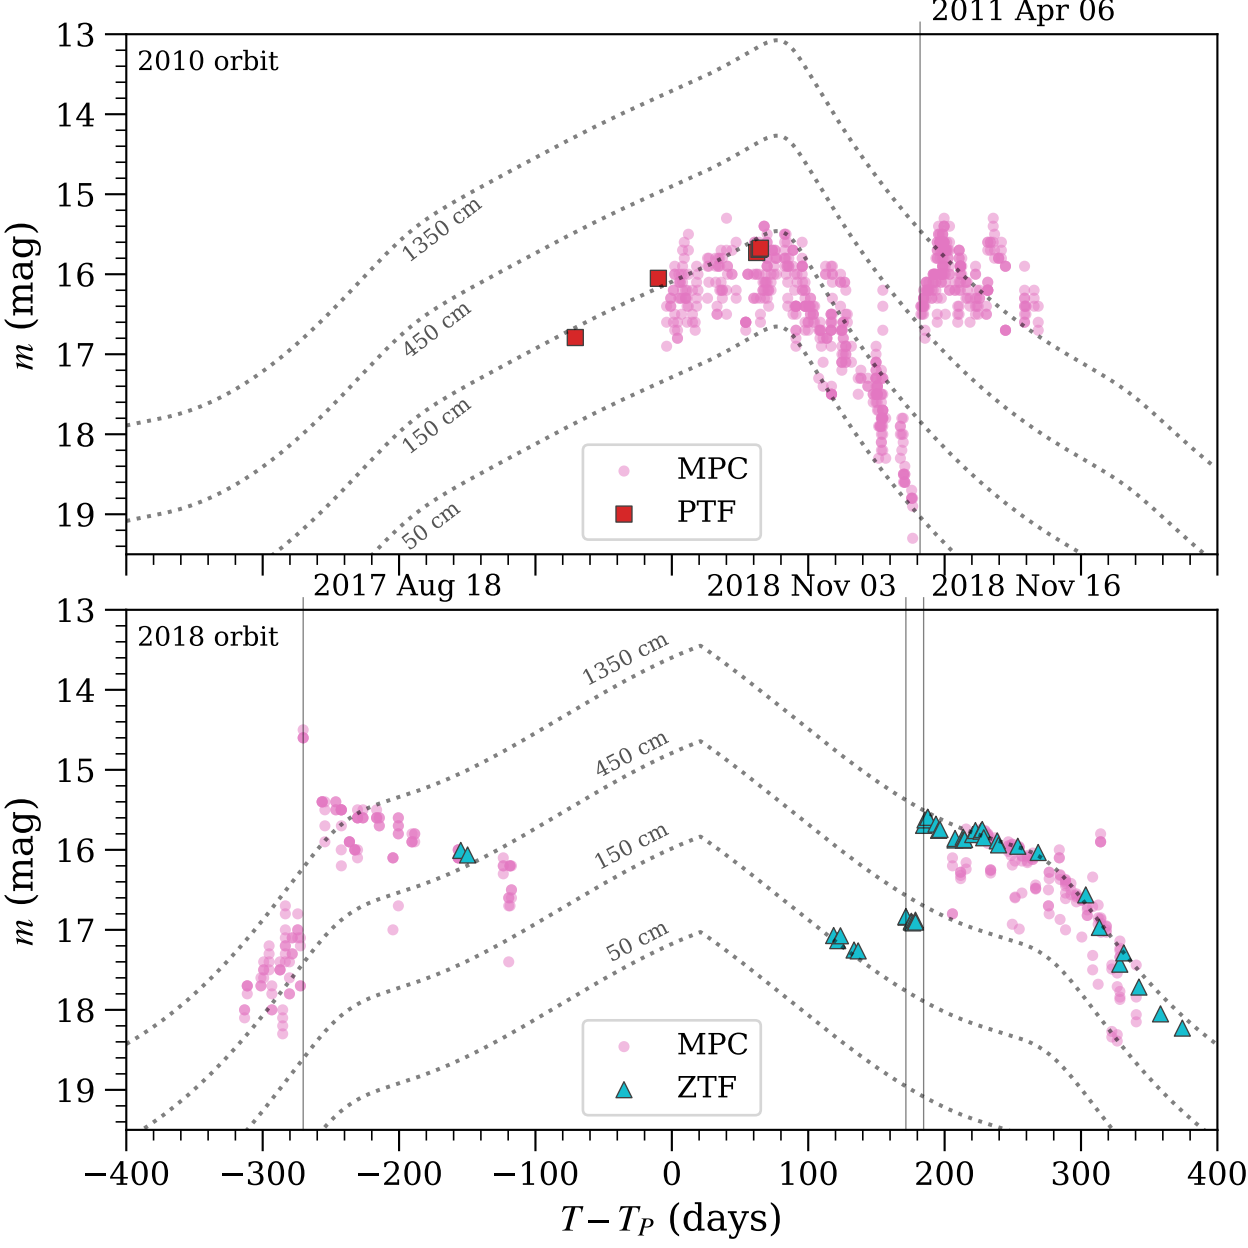 2011 Apr 06
2010 orbit
13
14
15
16
17
18
19
m (mag)
1350 cm
450 cm
150 cm
50 cm
MPC
PTF
2017 Aug 18
2018 Nov 03
2018 Nov 16
2018 orbit
13
14
15
16
17
18
19
m (mag)
1350 cm
450 cm
150 cm
50 cm
MPC
ZTF
−400 −300 −200 −100 0 100 200 300 400
T − T_P (days)